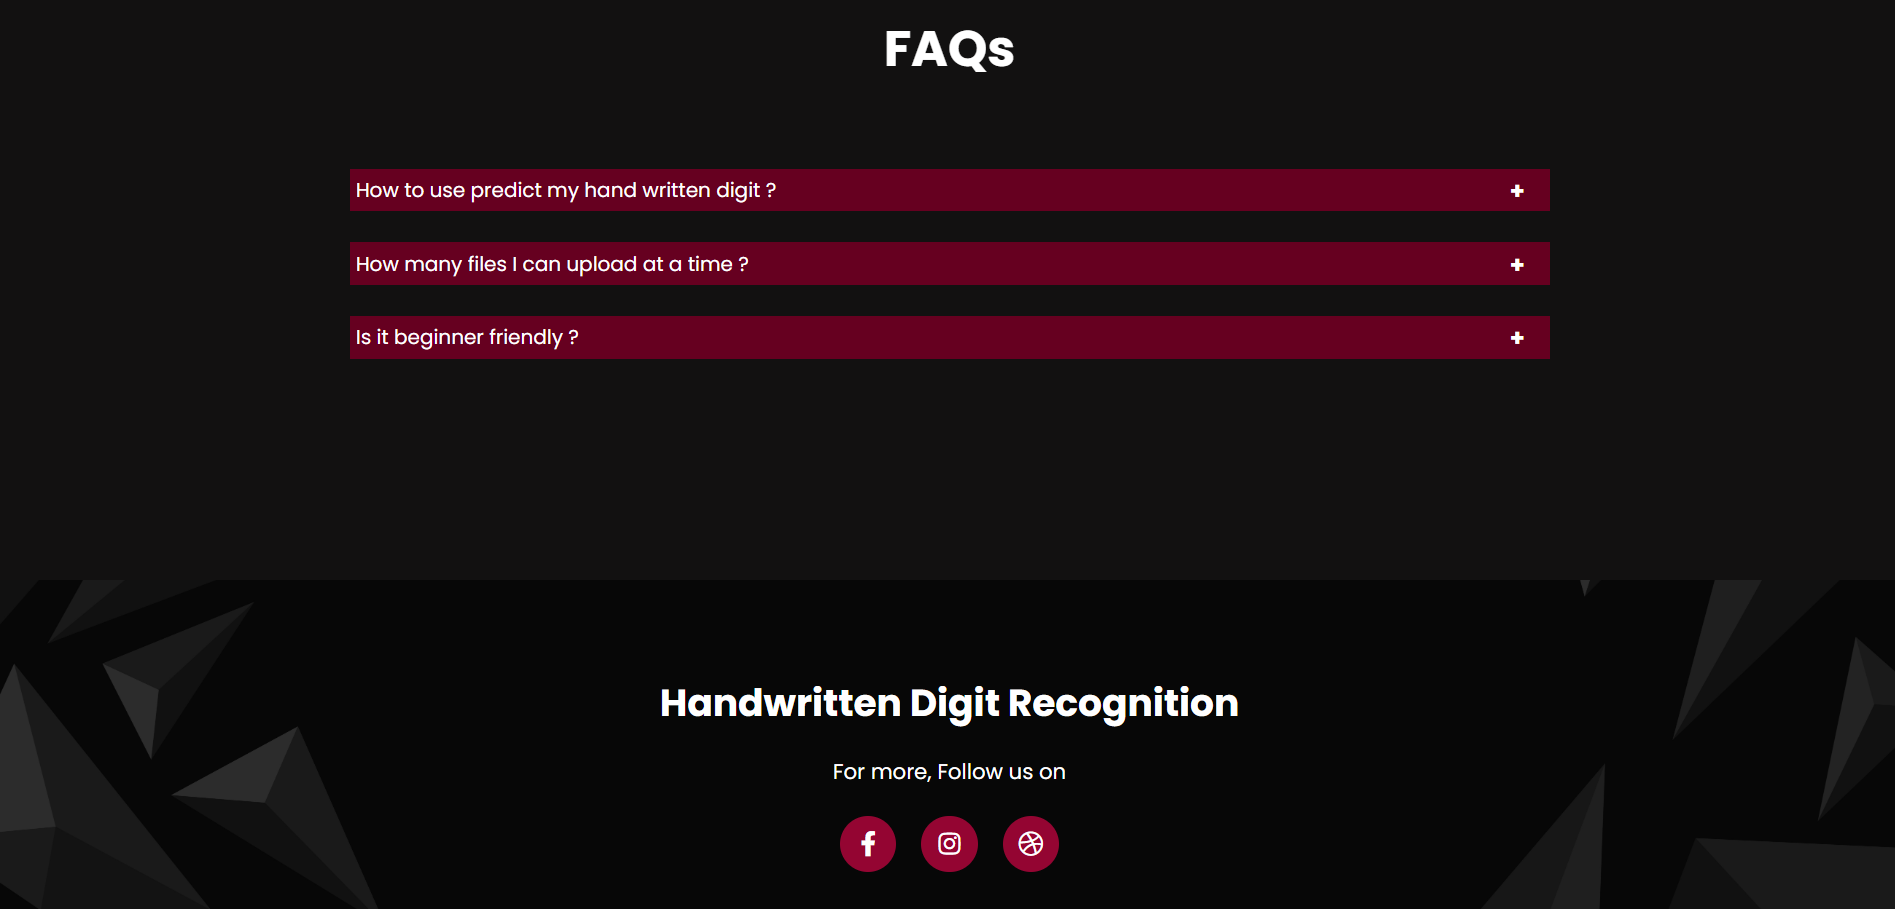 FAQs
How to use predict my hand written digit ?
How many files I can upload at a time ?
Is it beginner friendly ?
Handwritten Digit Recognition
For more, Follow us on